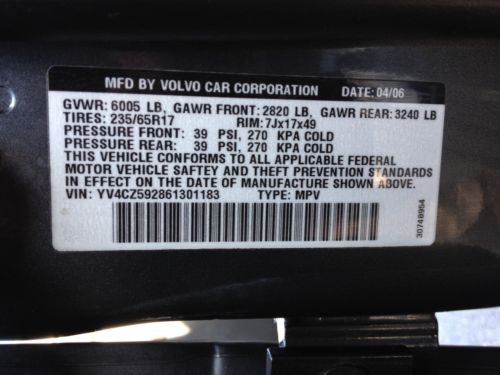 MFD BY VOLVO CAR CORPORATION DATE: 04/06
GVWR: 6005 LB, GAWR FRONT: 2820 LB, GAWR REAR: 3240 LB
TIRES: 235/65R17 RIM: 7Jx17x49
PRESSURE FRONT: 39 PSI, 270 KPA COLD
PRESSURE REAR: 39 PSI, 270 KPA COLD
THIS VEHICLE CONFORMS TO ALL APPLICABLE FEDERAL
MOTOR VEHICLE SAFTEY AND THEFT PREVENTION STANDARDS
IN EFFECT ON THE DATE OF MANUFACTURE SHOWN ABOVE.
VIN: YV4CZ592861301183 TYPE: MPV
30748954